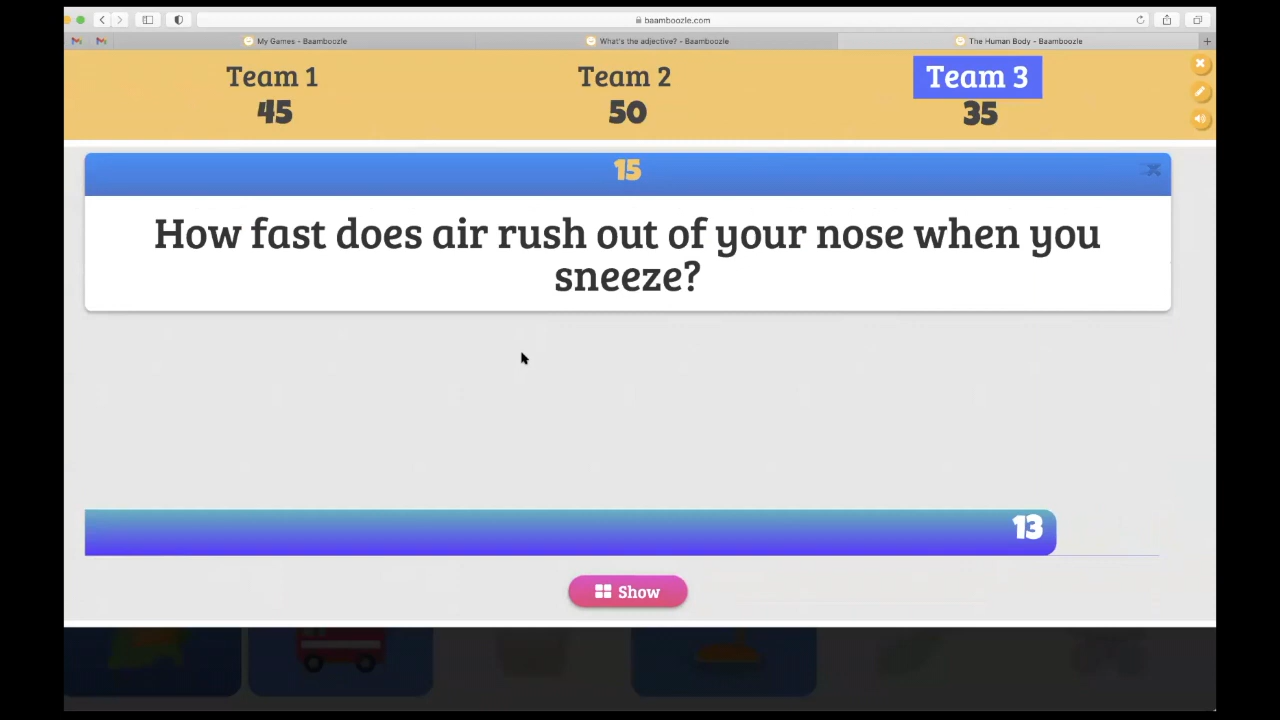 baamboozle.com
My Games - Baamboozle
What's the adjective? - Baamboozle
The Human Body - Baamboozle
Team 1
Team 2
Team 3
45
50
35
15
How fast does air rush out of your nose when you
sneeze?
13
Show